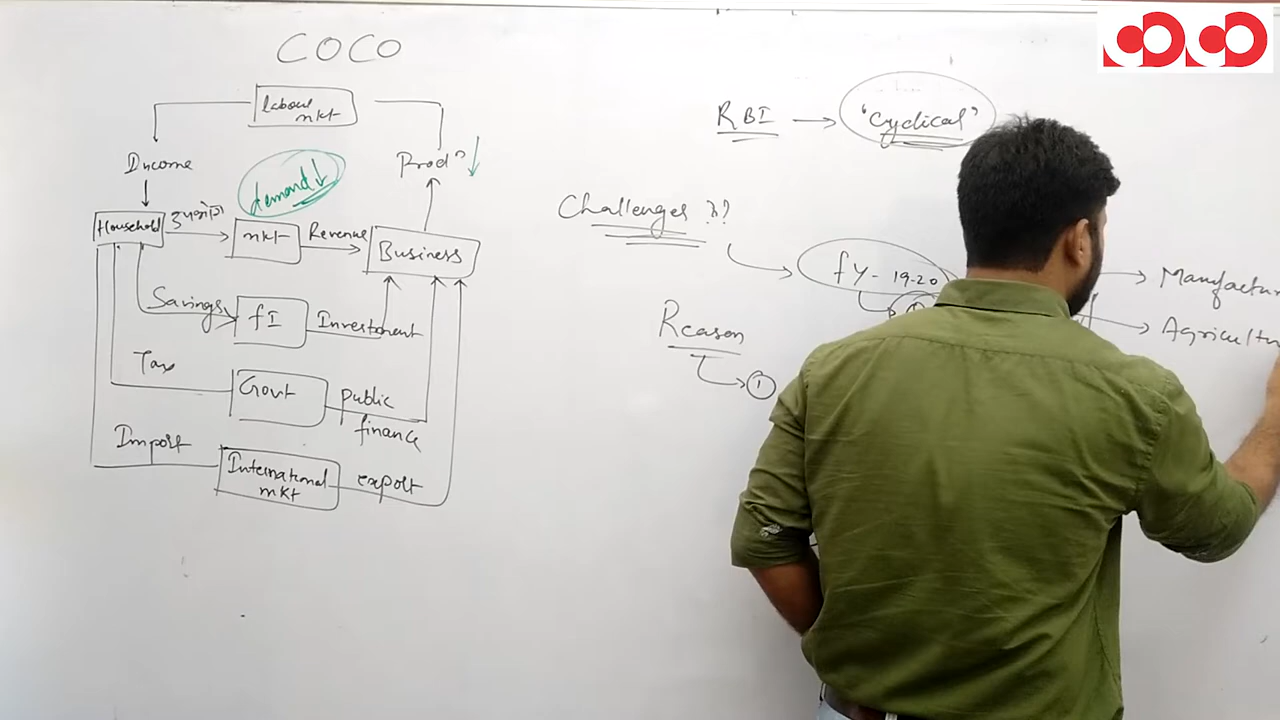 COCO
labour
mkt
Income
Prodⁿ ↓
demand ↓
Household
उपभोग
mkt
Revenue
Business
Savings
FI
Investment
Tax
Govt
public
finance
Import
International
mkt
export
RBI → 'Cyclical'
Challenges ??
FY-19-20
Manufactur
Agricultu
Reason
①